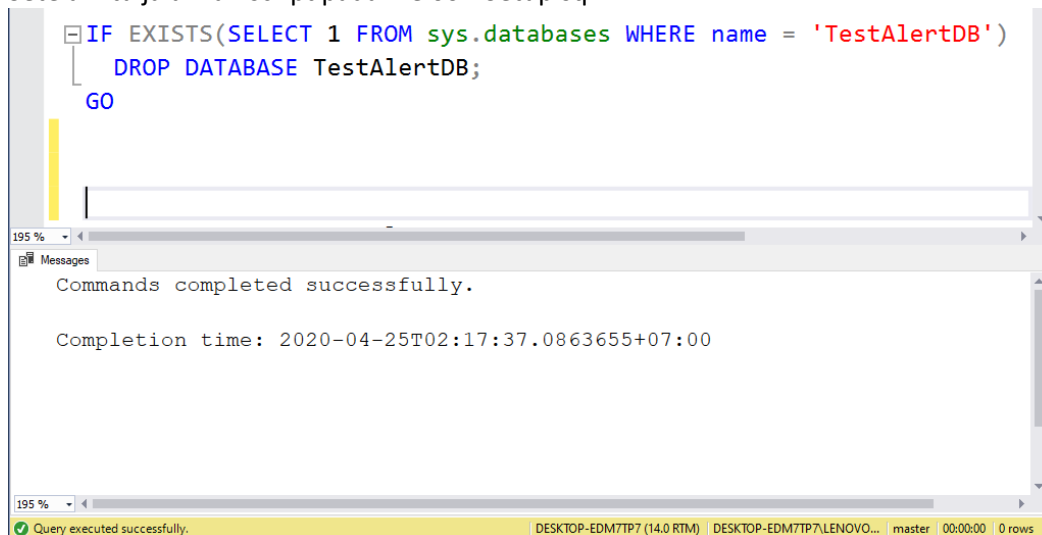 IF EXISTS(SELECT 1 FROM sys.databases WHERE name = 'TestAlertDB')
DROP DATABASE TestAlertDB;
GO
195 %
Messages
Commands completed successfully.
Completion time: 2020-04-25T02:17:37.0863655+07:00
195 %
Query executed successfully.
DESKTOP-EDM7TP7 (14.0 RTM)
DESKTOP-EDM7TP7\LENOVO...
master
00:00:00
0 rows